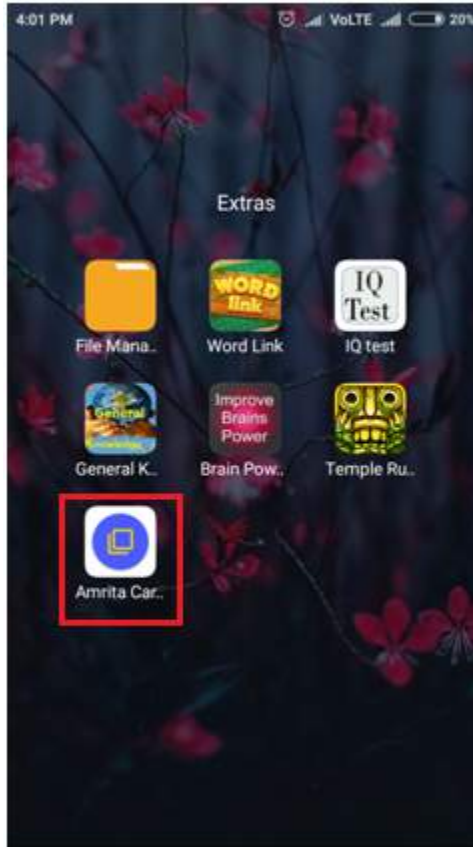 4:01 PM VoLTE 20%
Extras
WORD
link
IQ
Test
File Mana.. Word Link IQ test
General
Knowledge
Improve
Brains
Power
General K.. Brain Pow.. Temple Ru..
Amrita Car..